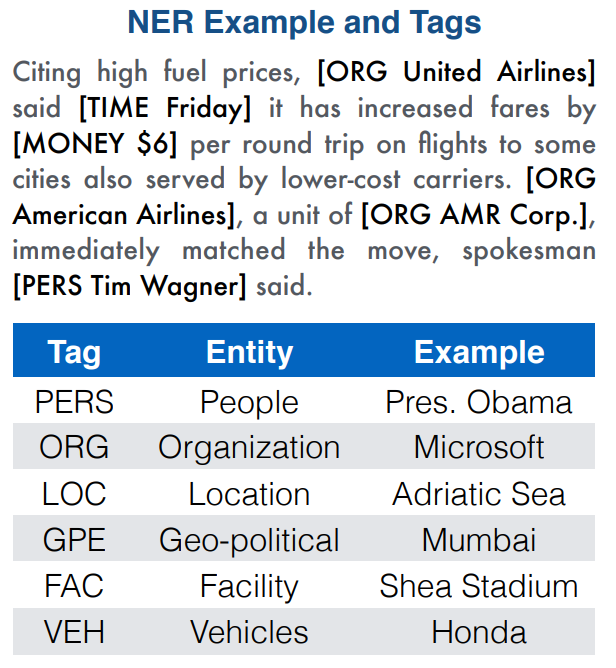 NER Example and Tags
Citing high fuel prices, [ORG United Airlines]
said [TIME Friday] it has increased fares by
[MONEY $6] per round trip on flights to some
cities also served by lower-cost carriers. [ORG
American Airlines], a unit of [ORG AMR Corp.],
immediately matched the move, spokesman
[PERS Tim Wagner] said.
Tag Entity Example
PERS People Pres. Obama
ORG Organization Microsoft
LOC Location Adriatic Sea
GPE Geo-political Mumbai
FAC Facility Shea Stadium
VEH Vehicles Honda